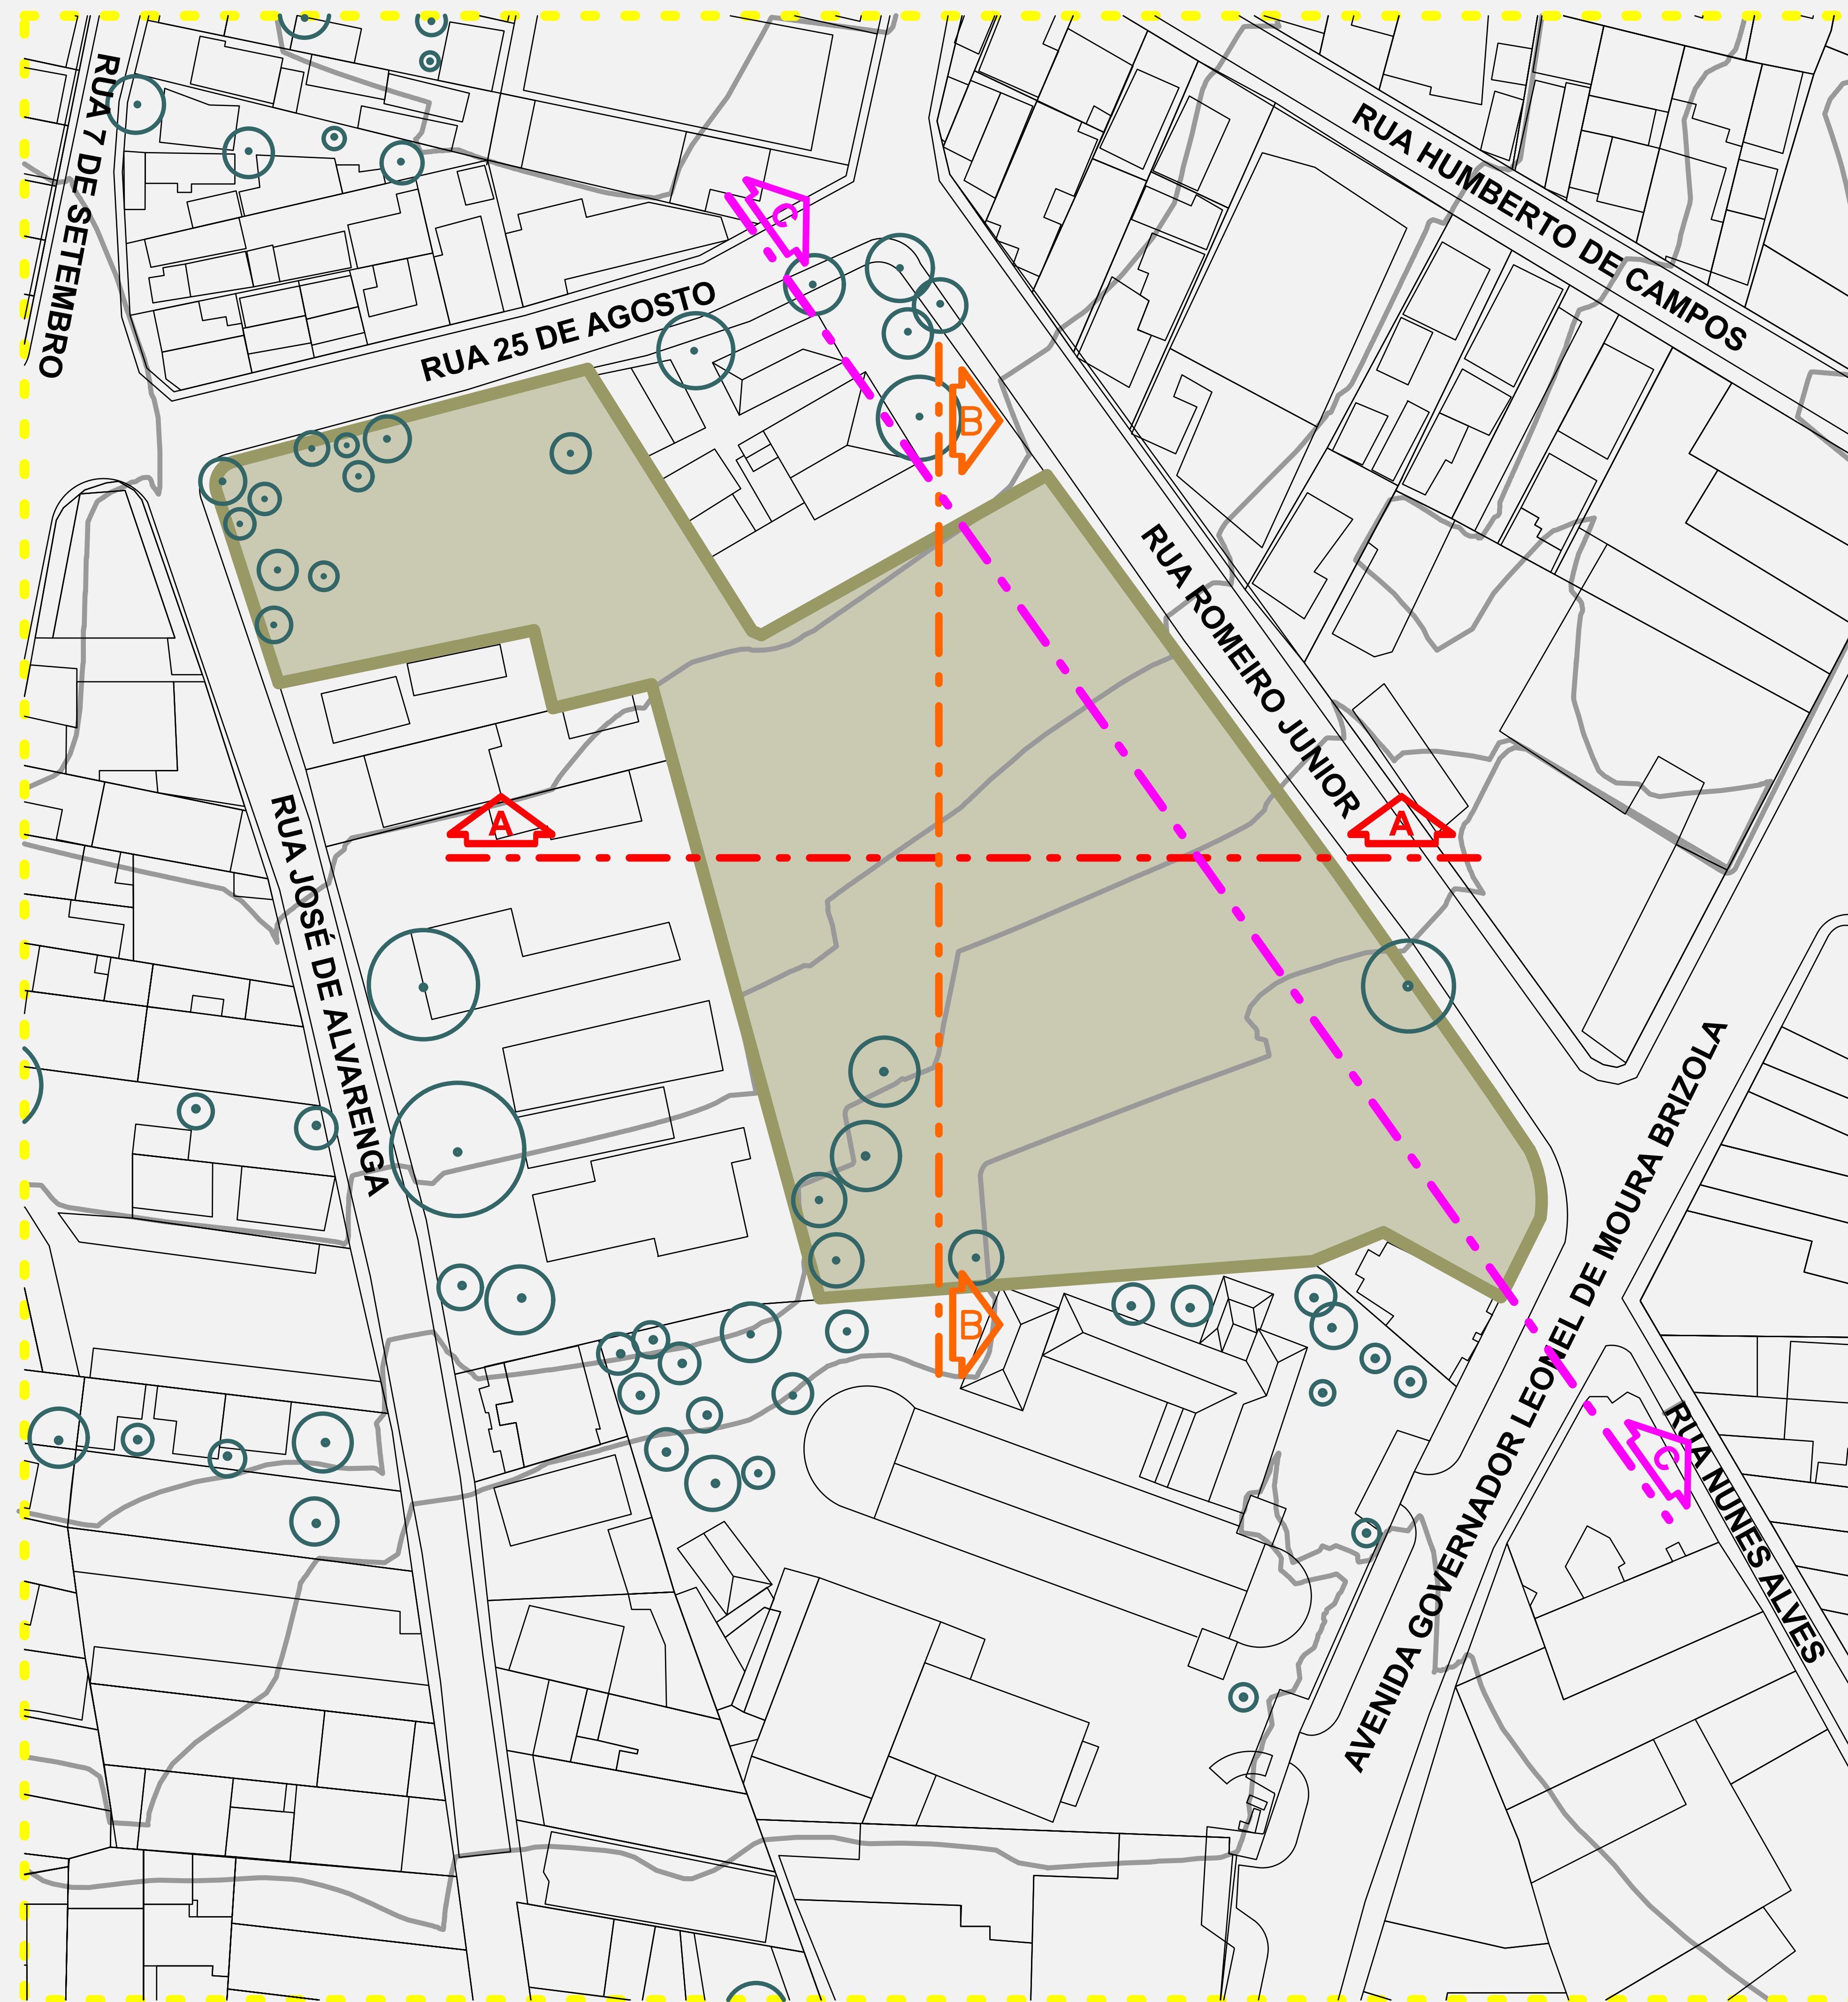 RUA 7 DE SETEMBRO
RUA HUMBERTO DE CAMPOS
C
RUA 25 DE AGOSTO
B
RUA ROMEIRO JUNIOR
A
A
RUA JOSÉ DE ALVARENGA
AVENIDA GOVERNADOR LEONEL DE MOURA BRIZOLA
B
C
RUA NUNES ALVES